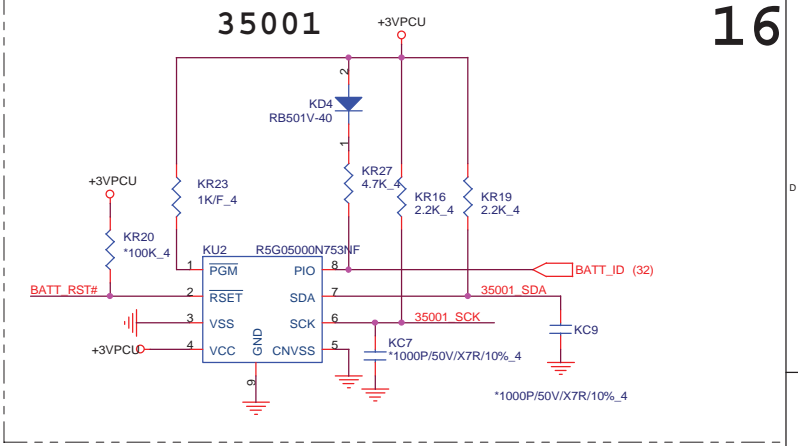 35001
+3VPCU
16
2
KD4
RB501V-40
1
D
+3VPCU
KR23
1K/F_4
KR27
4.7K_4
KR16
2.2K_4
KR19
2.2K_4
KR20
*100K_4
KU2
R5G05000N753NF
1
PGM
PIO
8
BATT_ID (32)
BATT_RST#
2
RSET
SDA
7
35001_SDA
3
VSS
SCK
6
35001_SCK
KC9
+3VPCU
4
VCC
GND
CNVSS
5
KC7
*1000P/50V/X7R/10%_4
9
*1000P/50V/X7R/10%_4